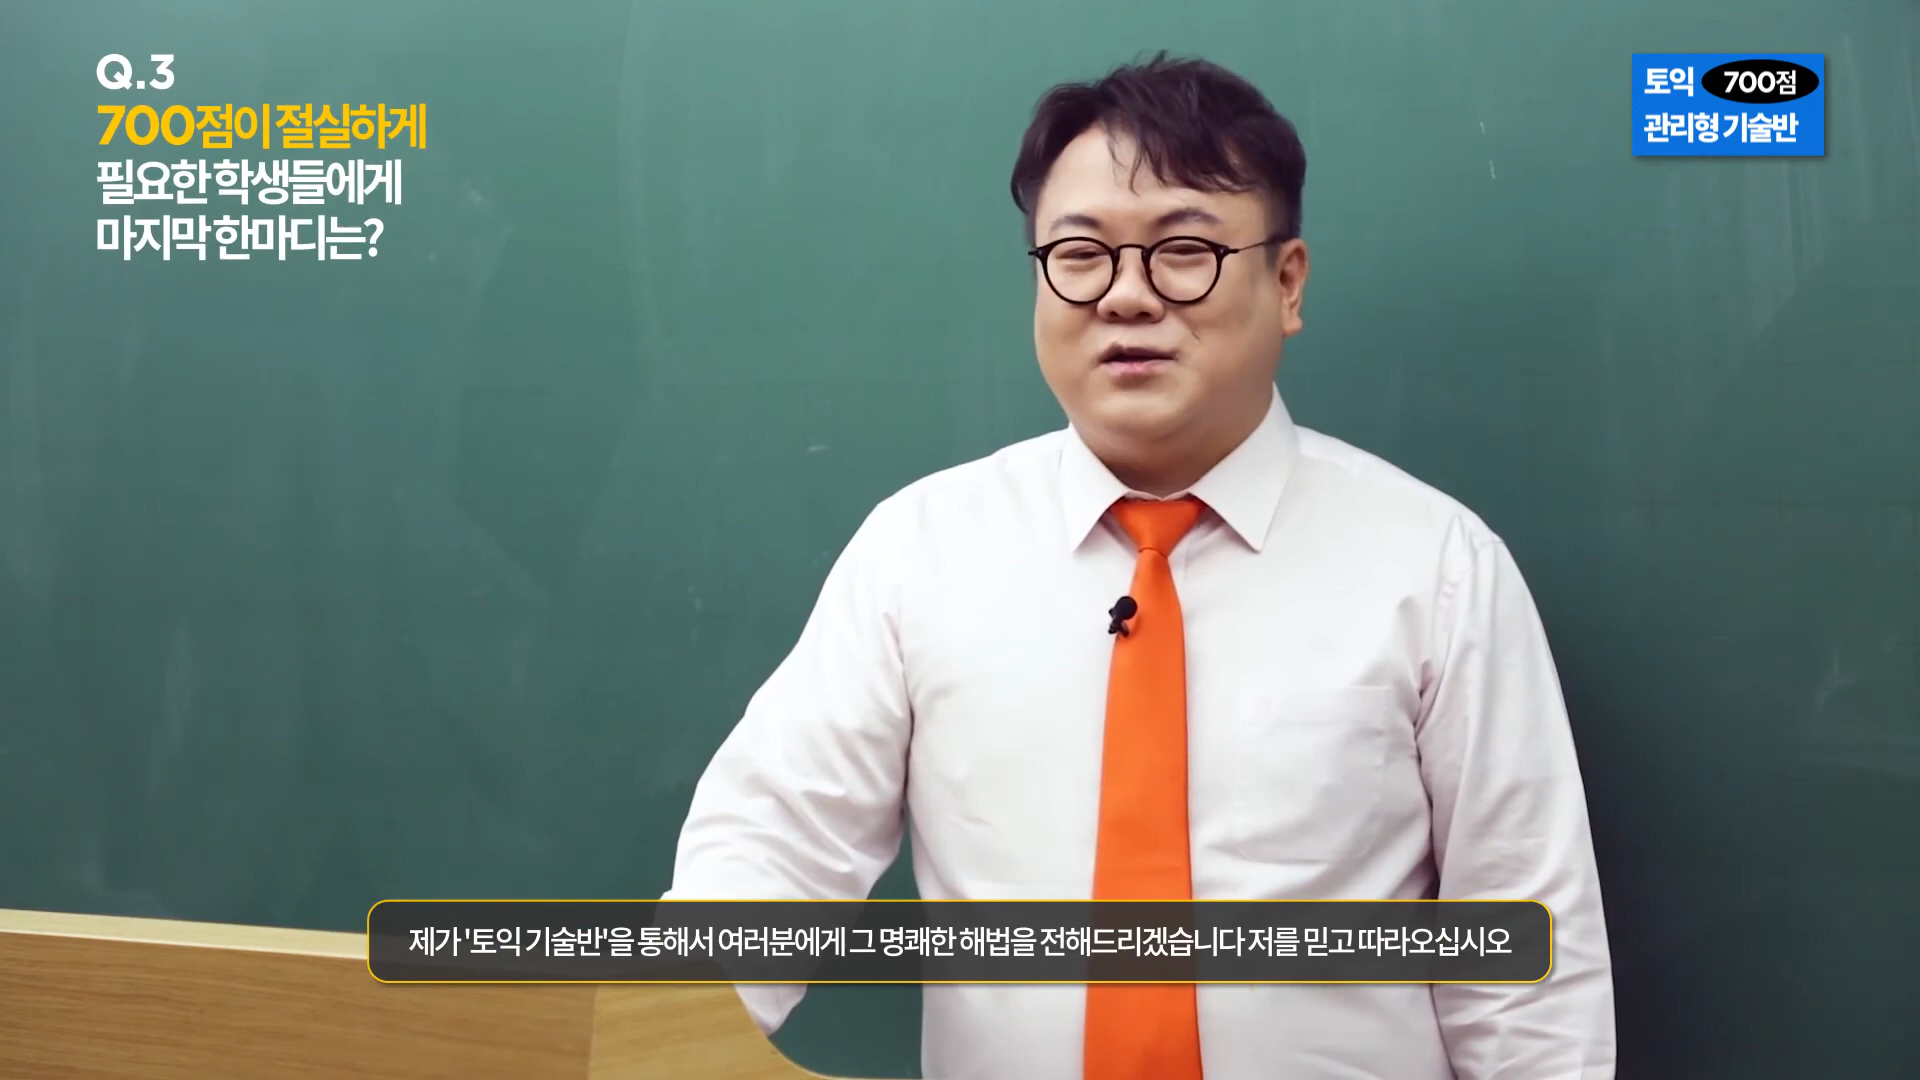 Q.3
700점이 절실하게
필요한 학생들에게
마지막 한마디는?
토익 700점
관리형 기술반
제가 '토익 기술반'을 통해서 여러분에게 그 명쾌한 해법을 전해드리겠습니다 저를 믿고 따라오십시오